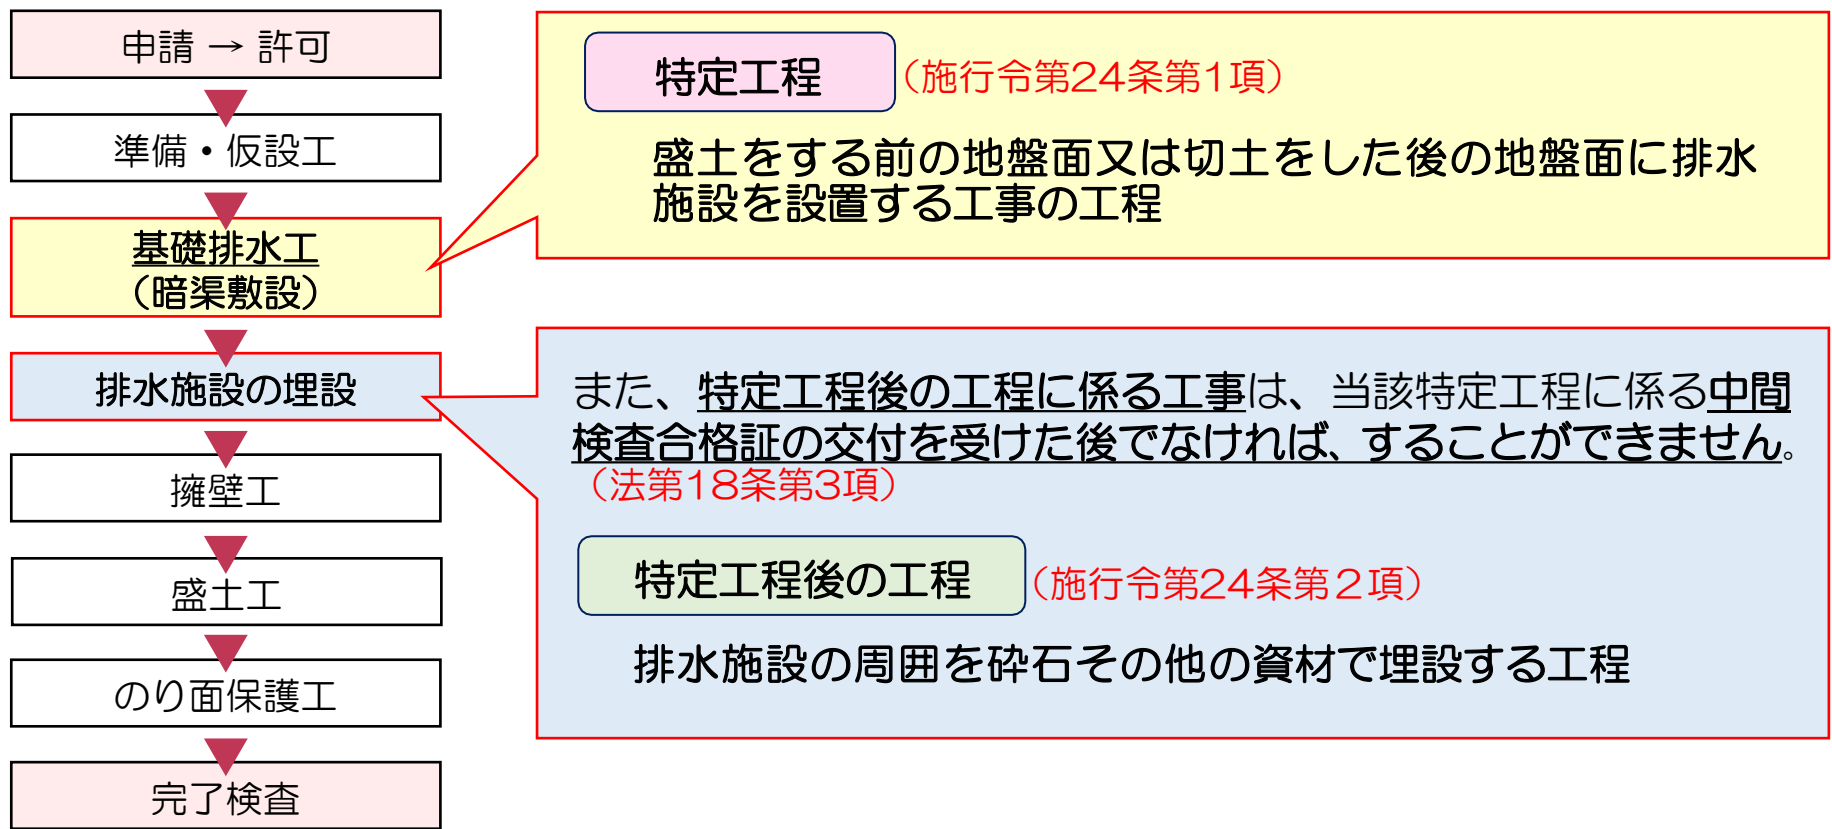 申請 → 許可
準備・仮設工
基礎排水工
（暗渠敷設）
排水施設の埋設
擁壁工
盛土工
のり面保護工
完了検査
特定工程（施行令第24条第1項）
盛土をする前の地盤面又は切土をした後の地盤面に排水
施設を設置する工事の工程
また、特定工程後の工程に係る工事は、当該特定工程に係る中間
検査合格証の交付を受けた後でなければ、することができません。
（法第18条第3項）
特定工程後の工程（施行令第24条第２項）
排水施設の周囲を砕石その他の資材で埋設する工程